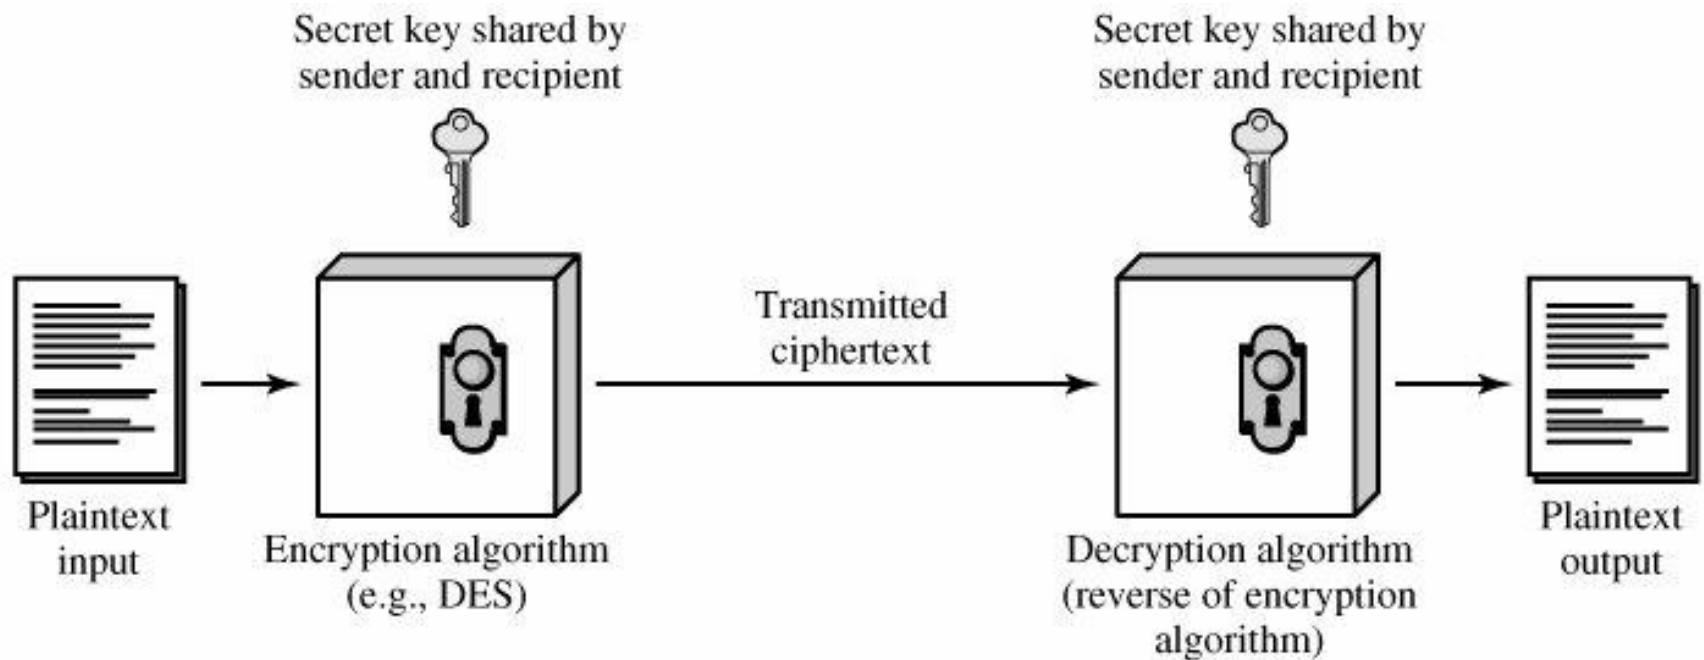 Secret key shared by
sender and recipient
Secret key shared by
sender and recipient
Transmitted
ciphertext
Plaintext
input
Encryption algorithm
(e.g., DES)
Decryption algorithm
(reverse of encryption
algorithm)
Plaintext
output